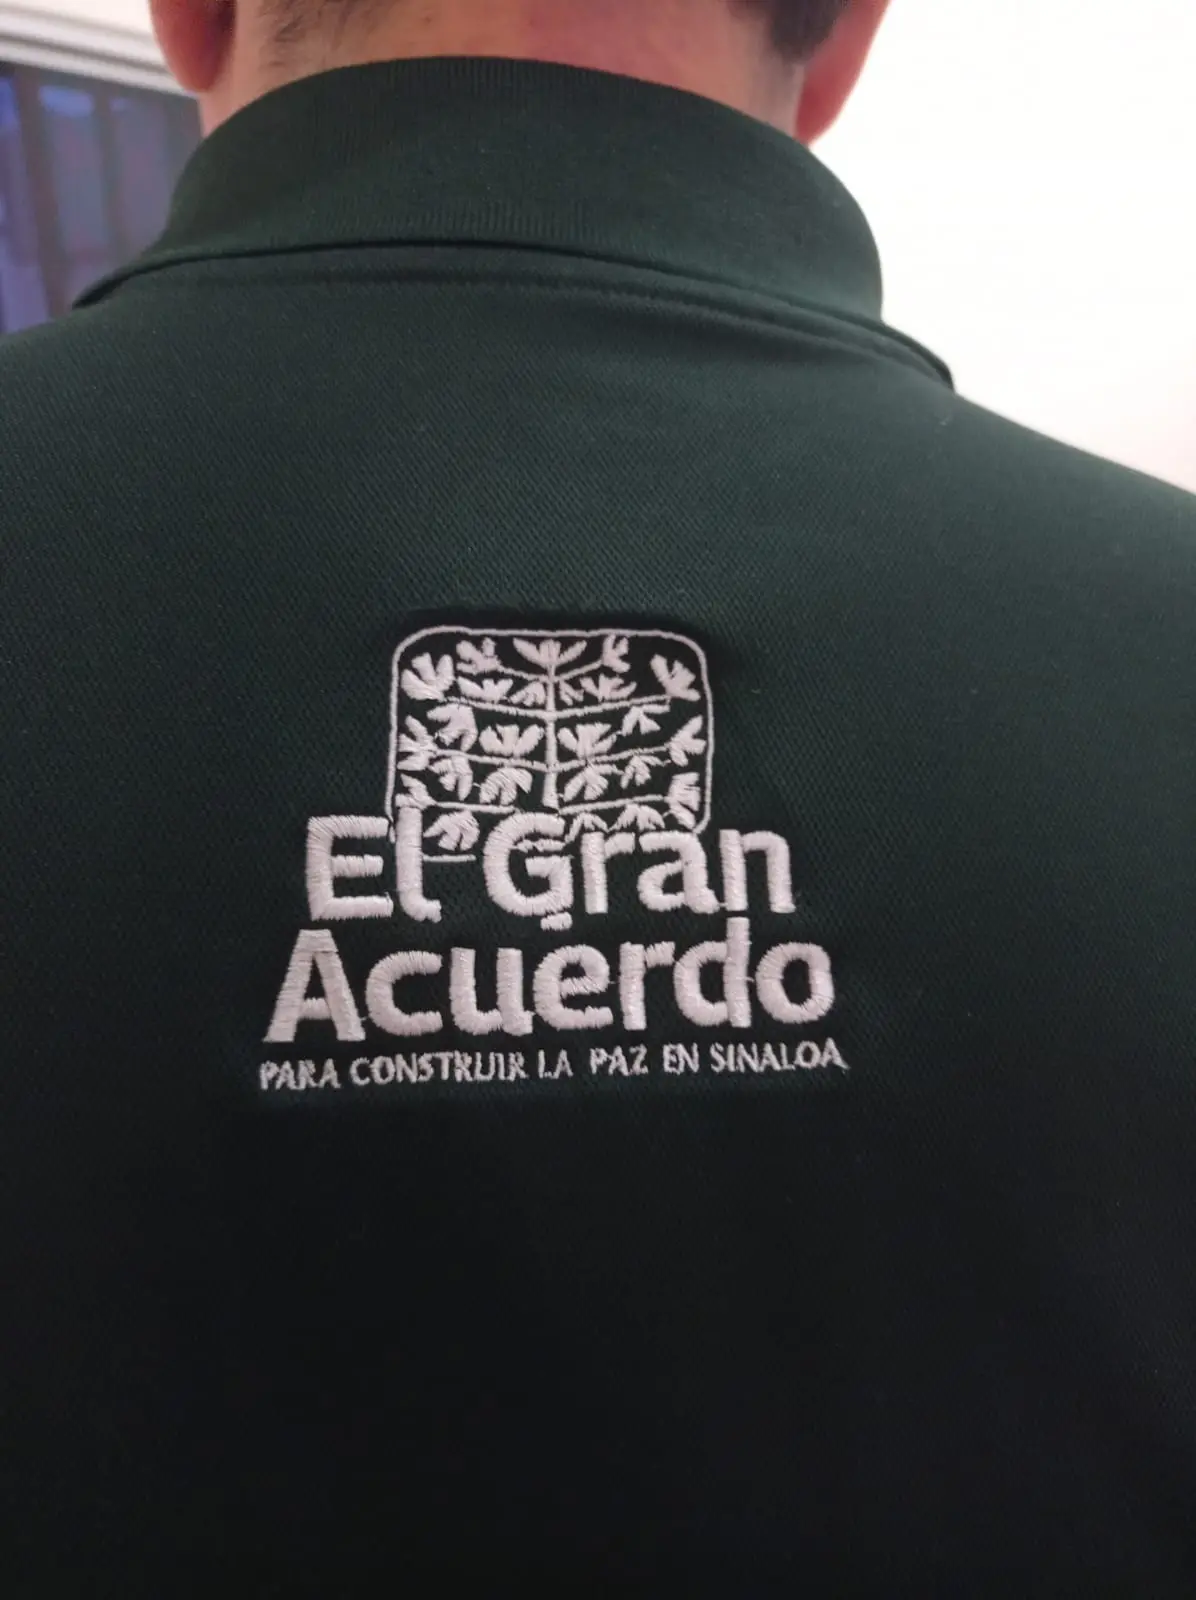 El Gran
Acuerdo
PARA CONSTRUIR LA PAZ EN SINALOA